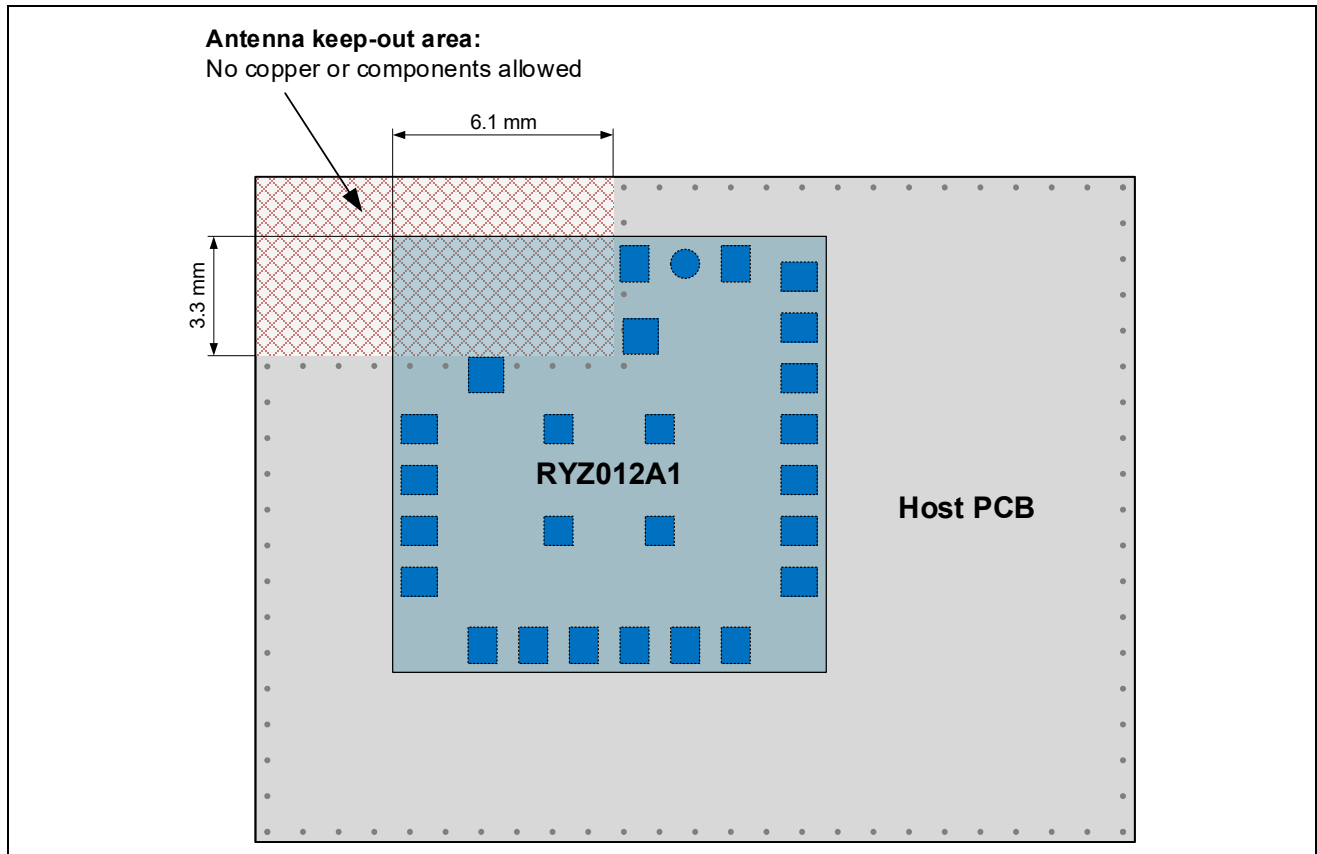 Antenna keep-out area:
No copper or components allowed
6.1 mm
3.3 mm
RYZ012A1
Host PCB